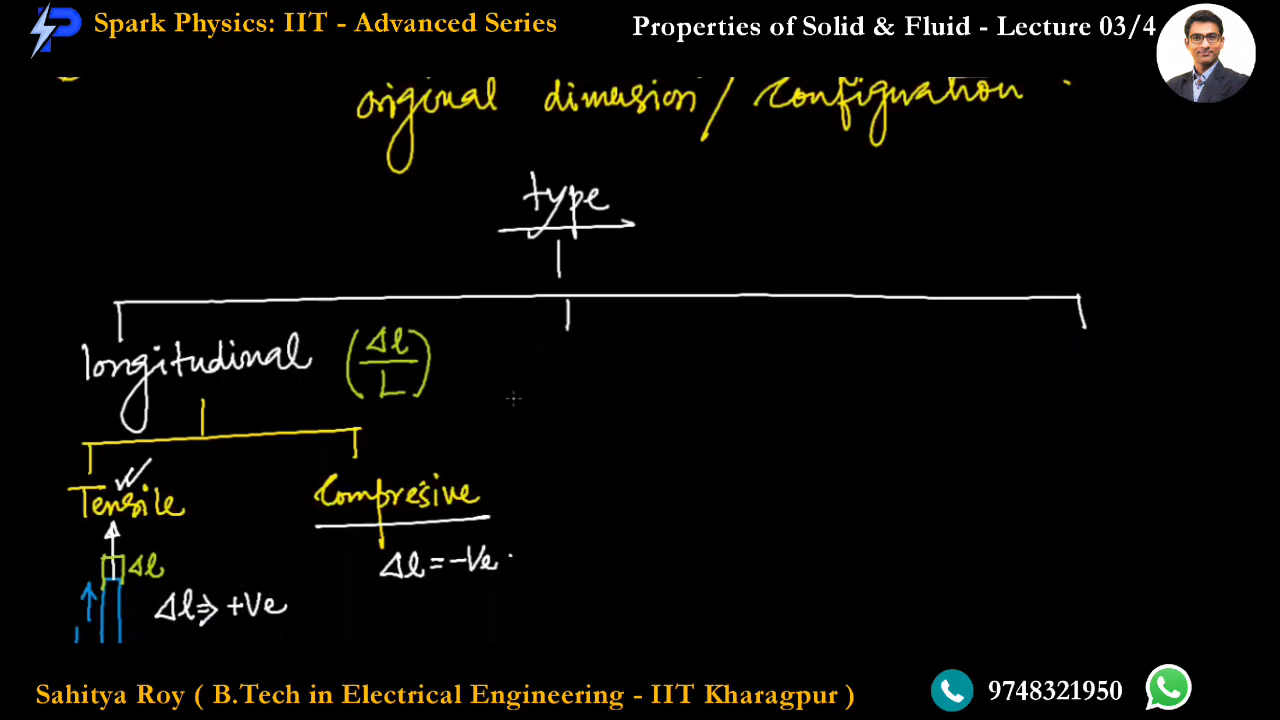 Spark Physics: IIT - Advanced Series
Properties of Solid & Fluid - Lecture 03/4
original dimension / configuration .
type
longitudinal (Δl/L)
Tensile
Compresive
Δl
Δl = -Ve .
Δl ⇒ +Ve
Sahitya Roy ( B.Tech in Electrical Engineering - IIT Kharagpur )
9748321950